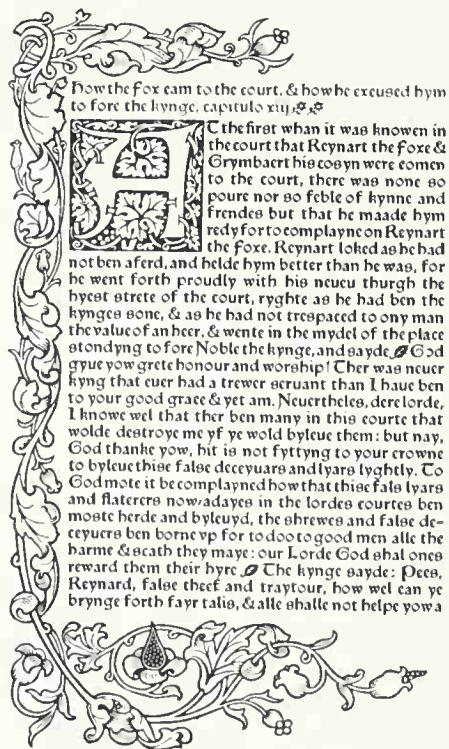 How the fox cam to the court, & how he excused hym
to fore the kynge. capitulo xij.
AT the first whan it was knowen in
the court that Reynart the foxe &
Grymbaert his cosyn were comen
to the court, there was none so
poure nor so feble of kynne and
frendes but that he maade hym
redy for to complayne on Reynart
the foxe. Reynart loked as he had
not ben aferd, and helde hym better than he was, for
he went forth proudly with his neueu thurgh the
hyest strete of the court, ryghte as he had ben the
kynges sone, & as he had not trespaced to ony man
the value of an heer, & wente in the myddel of the place
stondyng to fore Noble the kynge, and sayde God
gyue yow grete honour and worship! Ther was neuer
kyng that euer had a trewer seruant than I haue ben
to your good grace & yet am. Neuertheles, dere lorde,
I knowe wel that ther ben many in this courte that
wolde destroye me yf ye wold byleue them: but nay,
God thanke yow, hit is not fyttyng to your crowne
to byleue thise false deceyuars and lyars lyghtly. To
God mote it be complayned how that thise fals lyars
and flaterers now-adayes in the lordes courtes ben
moste herde and byleuyd, the shrewes and false de-
ceyuers ben borne vp for to doo to good men alle the
harme & scath they maye: our Lorde God shal ones
reward them their hyre The kynge sayde: Pees,
Reynard, false theef and traytour, how wel can ye
brynge forth fayr talis, & alle shalle not helpe yow a